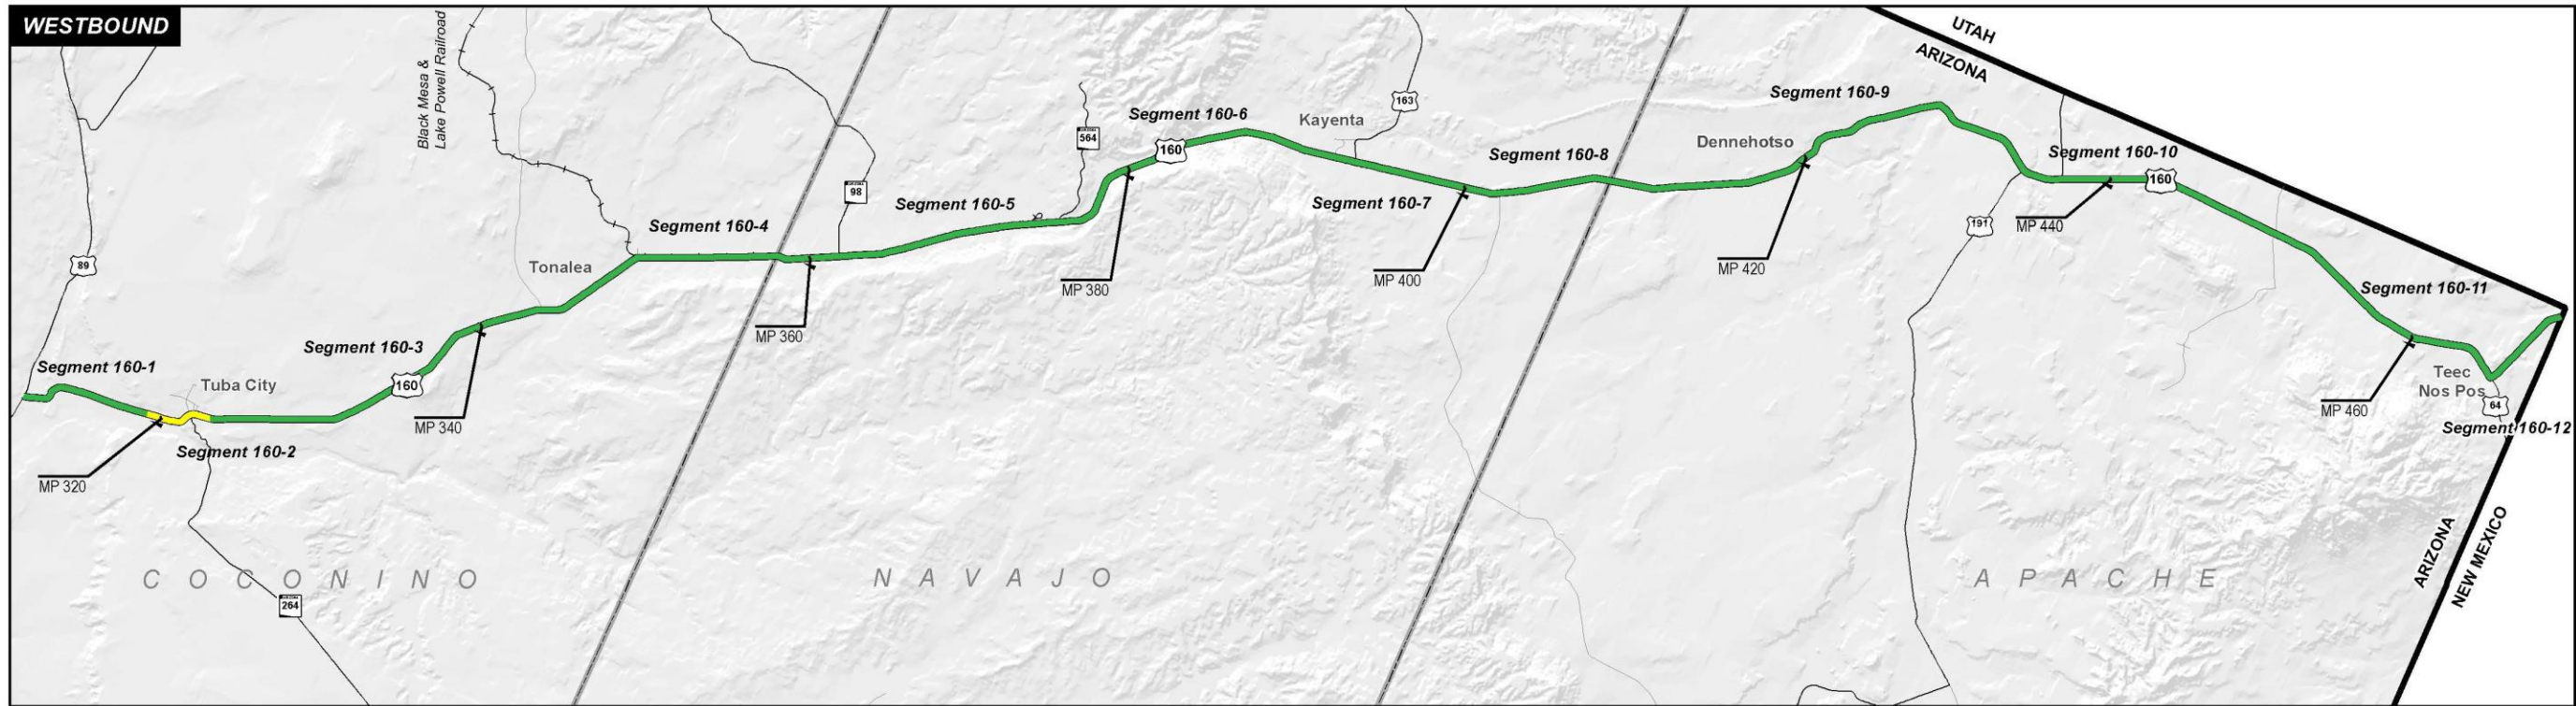 WESTBOUND
Black Mesa &
Lake Powell Railroad
UTAH
ARIZONA
Segment 160-9
Segment 160-6
Kayenta
163
564
160
Dennehotso
Segment 160-8
Segment 160-10
160
98
Segment 160-5
Segment 160-7
Segment 160-4
191
MP 440
89
Tonalea
MP 420
MP 400
MP 380
Segment 160-11
MP 360
Segment 160-3
Segment 160-1
Tuba City
160
Teec
Nos Pos
64
MP 460
MP 340
Segment 160-12
Segment 160-2
MP 320
ARIZONA
NEW MEXICO
COCONINO
NAVAJO
APACHE
264